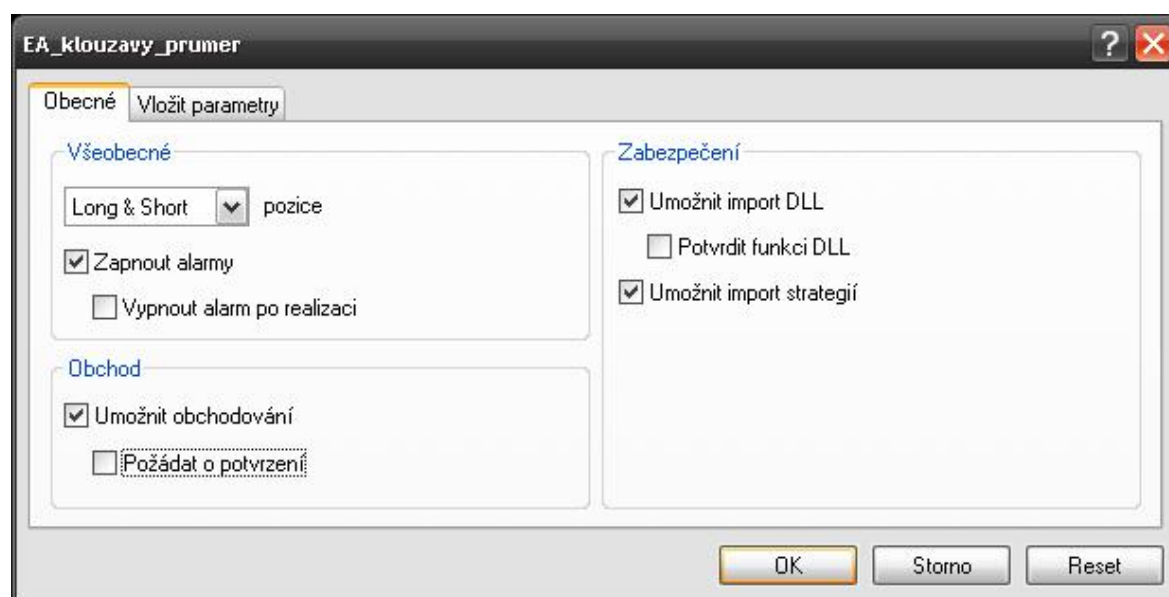 EA_klouzavy_prumer
Obecné
Vložit parametry
Všeobecné
Long & Short pozice
Zapnout alarmy
Vypnout alarm po realizaci
Obchod
Umožnit obchodování
Požádat o potvrzení
Zabezpečení
Umožnit import DLL
Potvrdit funkci DLL
Umožnit import strategií
OK
Storno
Reset